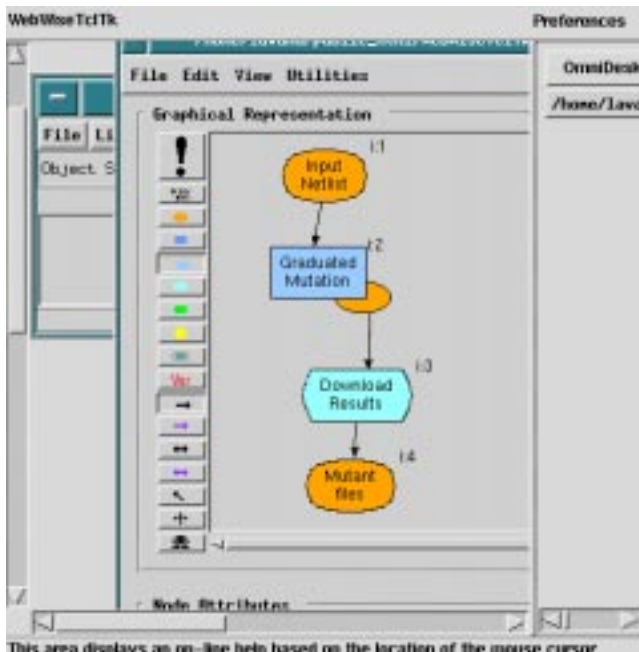 WebWiseTclTk
Preferences
File Edit View Utilities
OmniDesk
/home/lava
File Li
Object S
Graphical Representation
i:1
Input
Netlist
i:2
Graduated
Mutation
i:3
Download
Results
i:4
Mutant
files
Var
Node Attributes
This area displays an on-line help based on the location of the mouse cursor